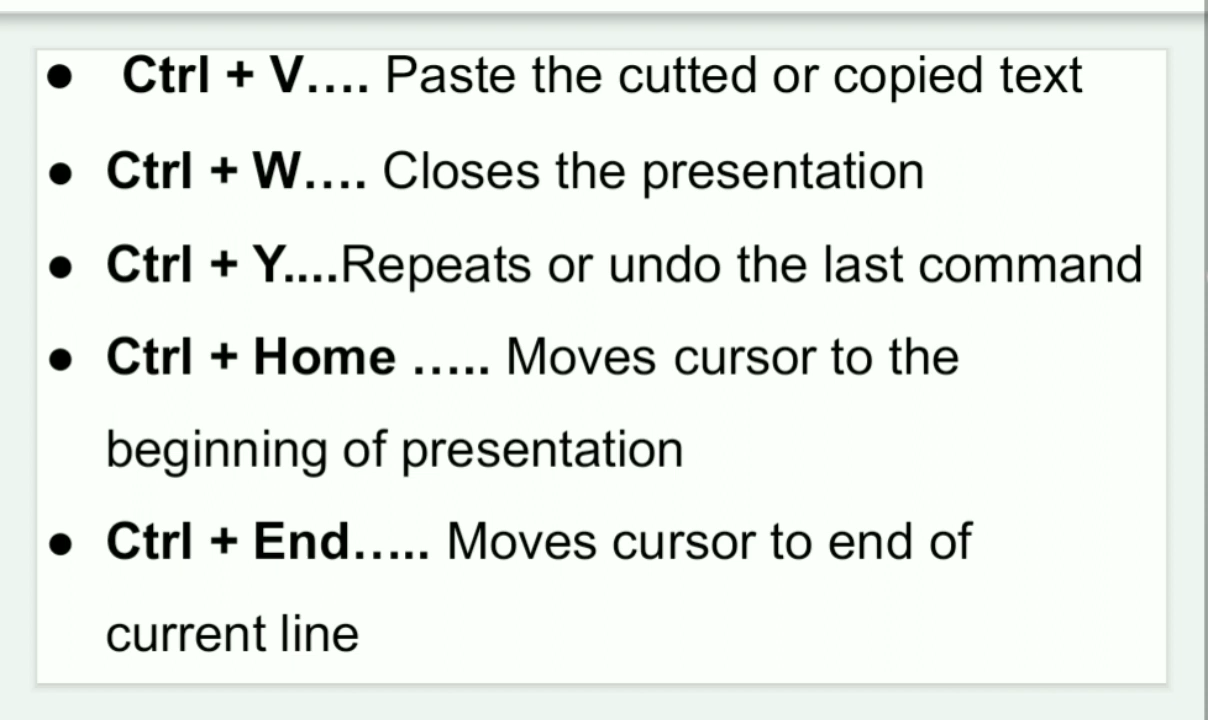 ● Ctrl + V.... Paste the cutted or copied text
● Ctrl + W.... Closes the presentation
● Ctrl + Y....Repeats or undo the last command
● Ctrl + Home ..... Moves cursor to the
beginning of presentation
● Ctrl + End..... Moves cursor to end of
current line